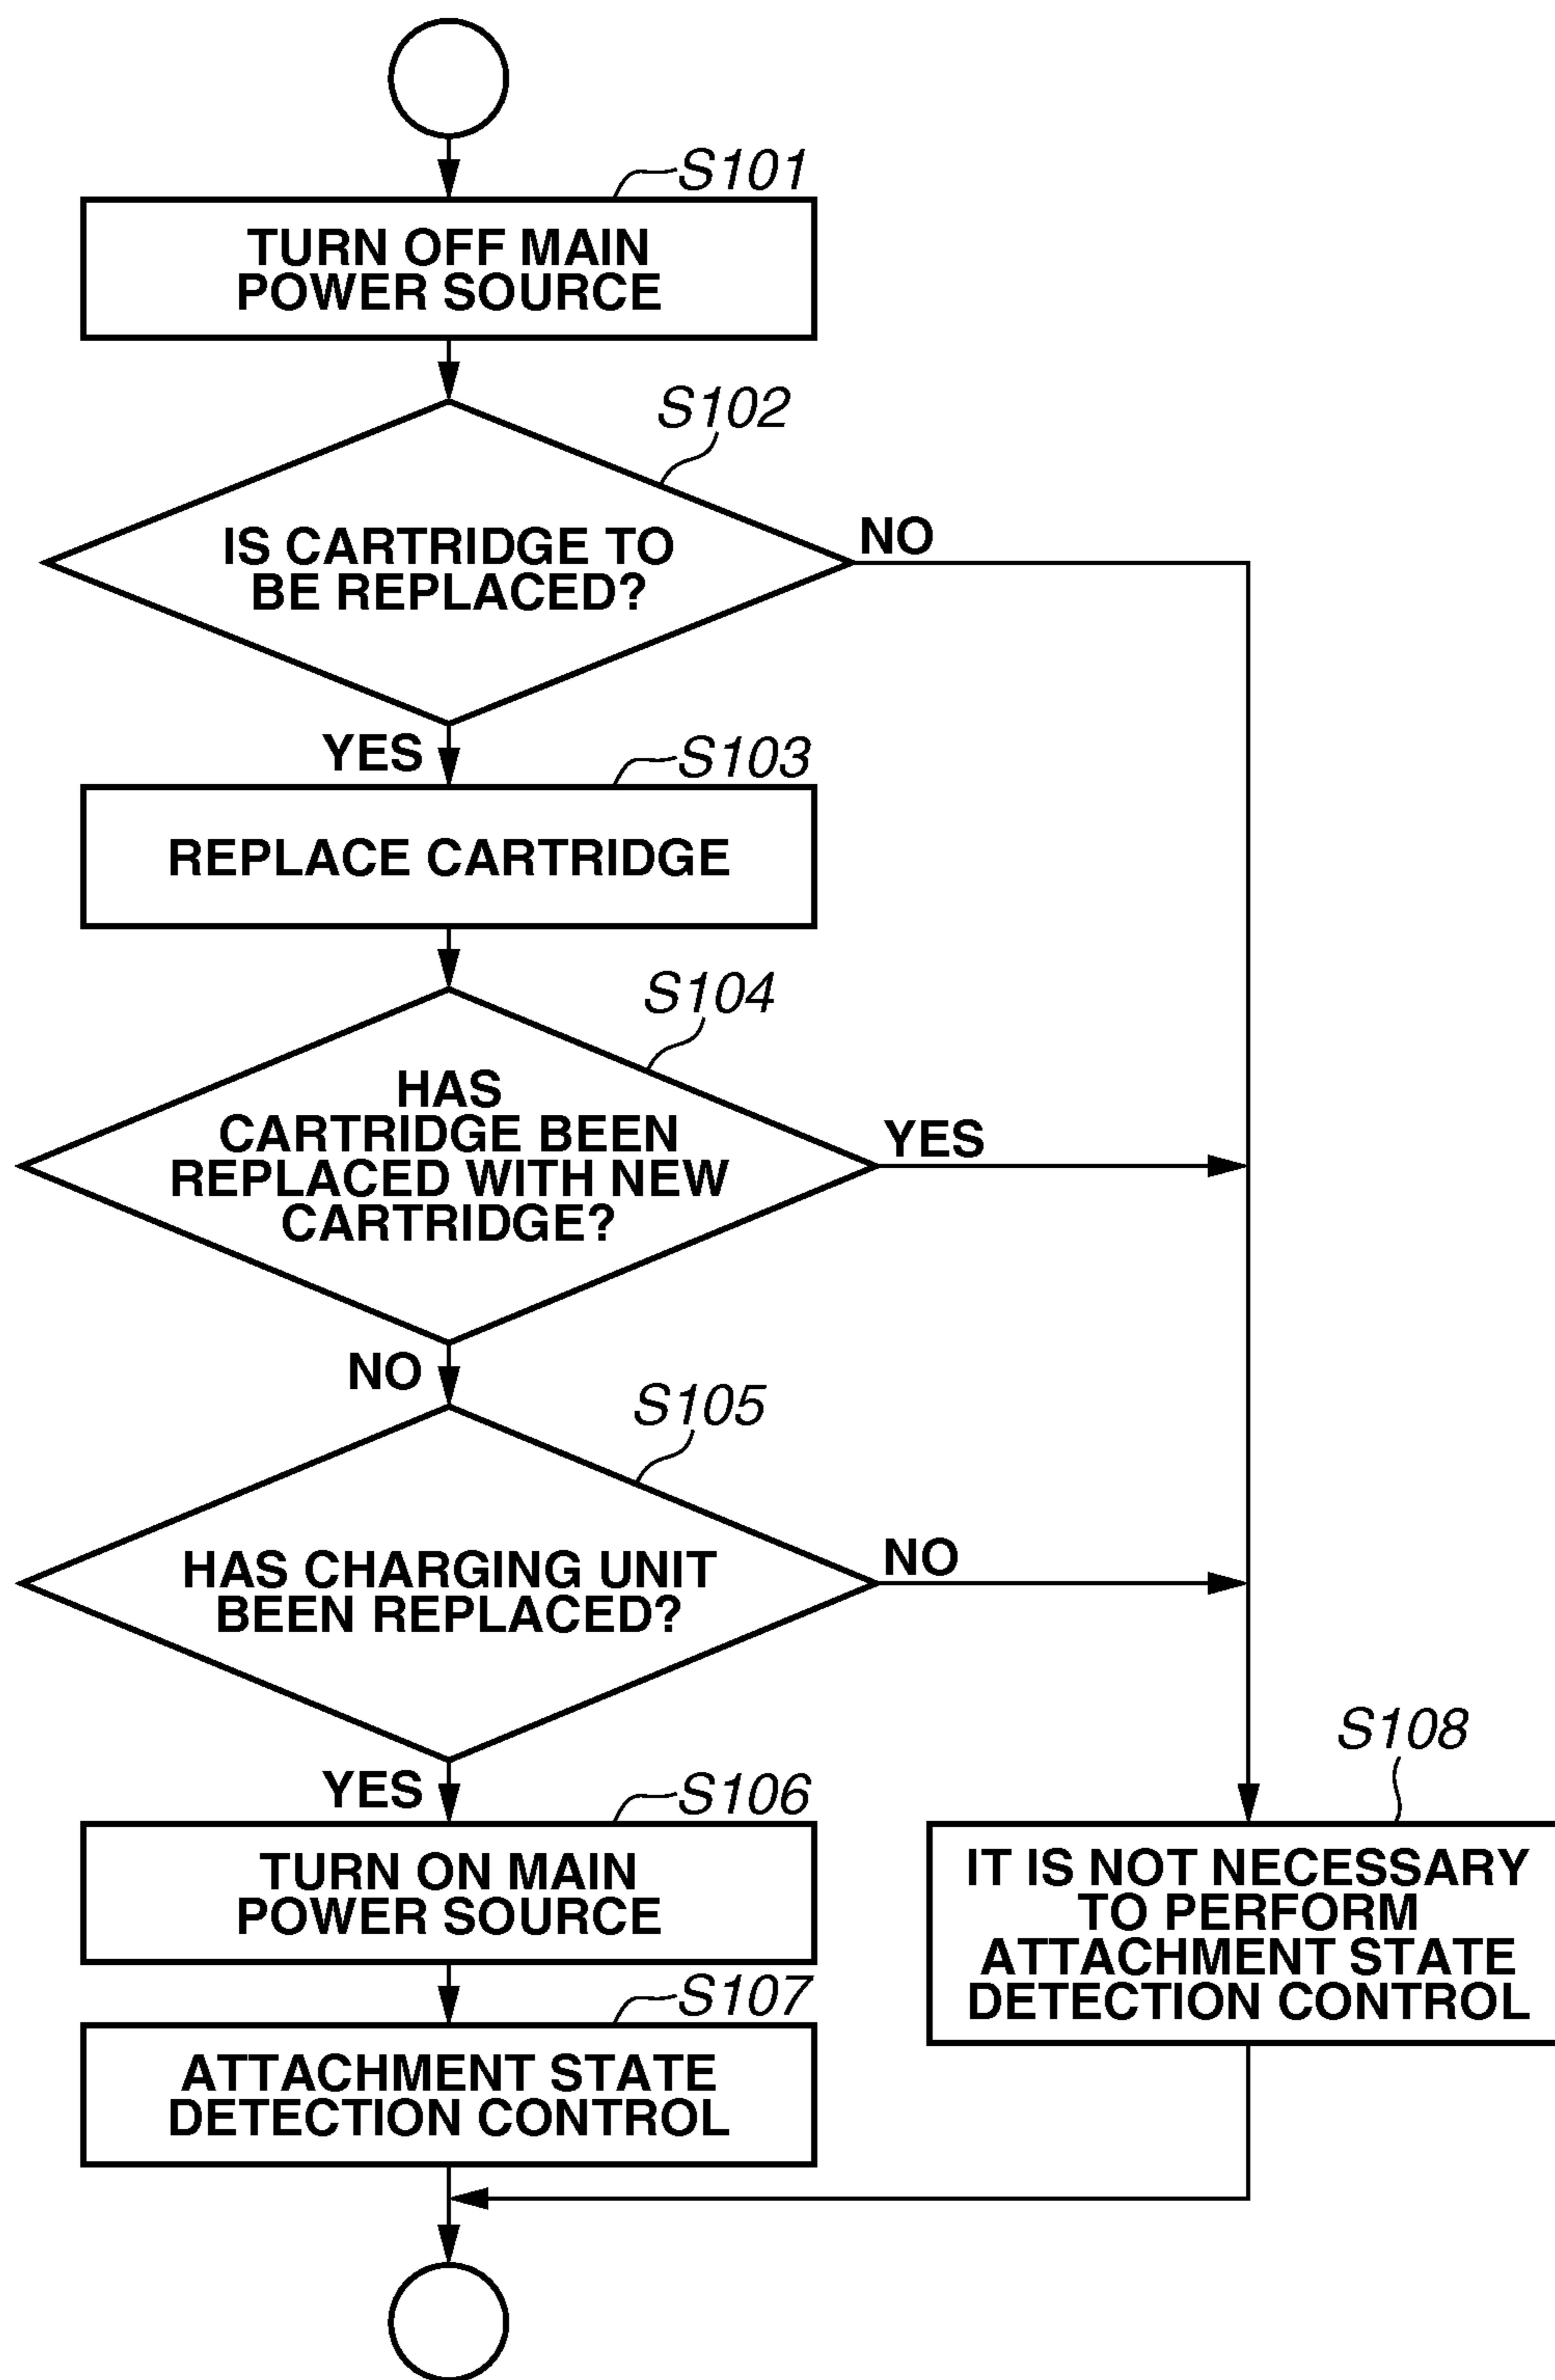 S101
TURN OFF MAIN
POWER SOURCE
S102
IS CARTRIDGE TO
BE REPLACED?
NO
YES
S103
REPLACE CARTRIDGE
S104
HAS
CARTRIDGE BEEN
REPLACED WITH NEW
CARTRIDGE?
YES
NO
S105
HAS CHARGING UNIT
BEEN REPLACED?
NO
YES
S106
TURN ON MAIN
POWER SOURCE
S107
ATTACHMENT STATE
DETECTION CONTROL
S108
IT IS NOT NECESSARY
TO PERFORM
ATTACHMENT STATE
DETECTION CONTROL